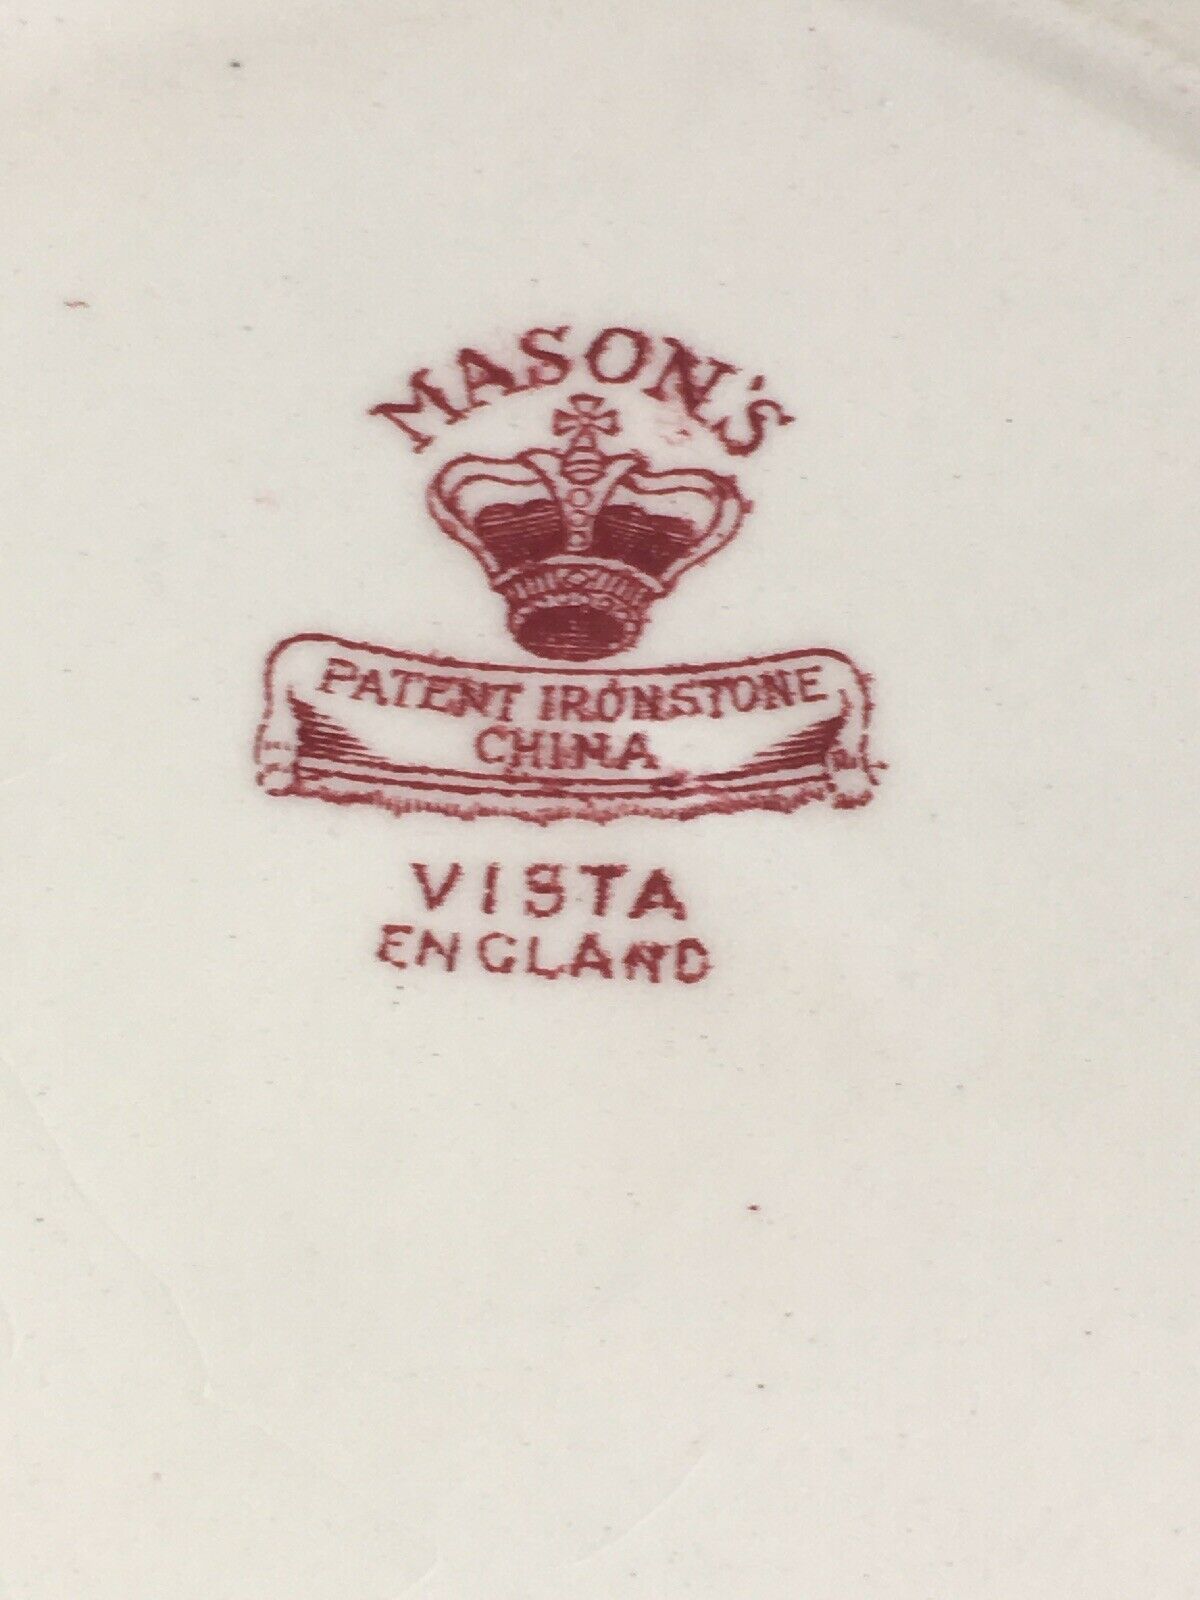 MASON'S
PATENT IRONSTONE
CHINA
VISTA
ENGLAND